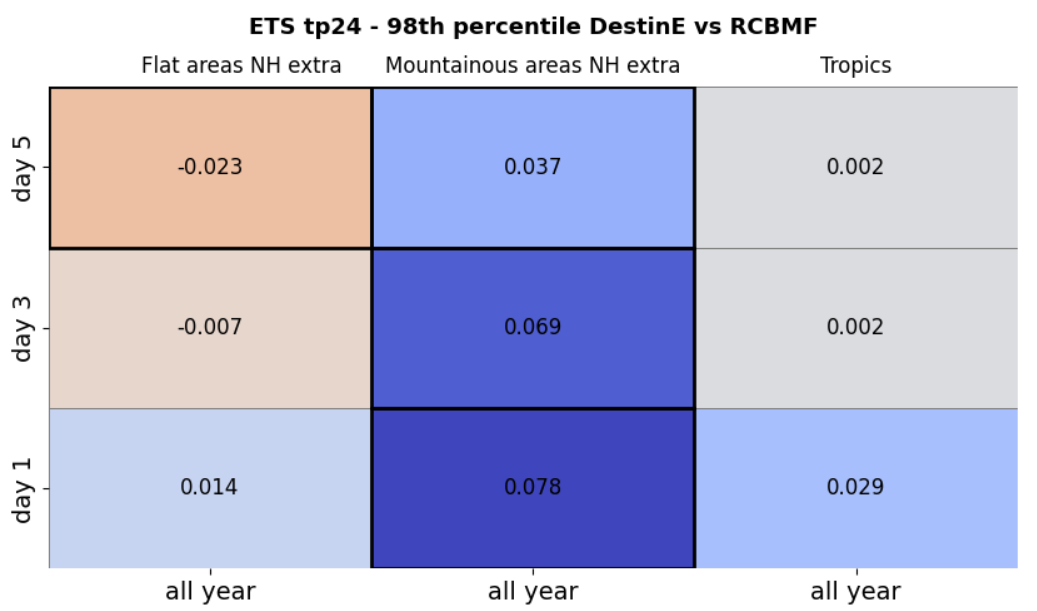 ETS tp24 - 98th percentile DestinE vs RCBMF
Flat areas NH extra Mountainous areas NH extra Tropics
day 5 -0.023 0.037 0.002
day 3 -0.007 0.069 0.002
day 1 0.014 0.078 0.029
all year all year all year